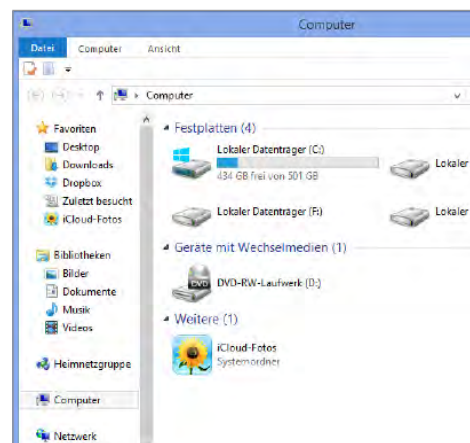 Computer
Datei Computer Ansicht
Computer
Favoriten
Desktop
Downloads
Dropbox
Zuletzt besucht
iCloud-Fotos
Bibliotheken
Bilder
Dokumente
Musik
Videos
Heimnetzgruppe
Computer
Netzwerk
Festplatten (4)
Lokaler Datenträger (C:)
434 GB frei von 501 GB
Lokaler
Lokaler Datenträger (F:)
Lokaler
Geräte mit Wechselmedien (1)
DVD
DVD-RW-Laufwerk (D:)
Weitere (1)
iCloud-Fotos
Systemordner